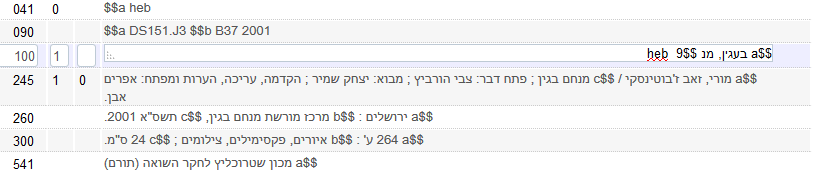 041 0 $$a heb
090 $$a DS151.J3 $$b B37 2001
100 1 $$a בעגין, מנ $$9 heb
245 1 0 $$a מורי, זאב ז'בוטינסקי / $$c מנחם בגין ; פתח דבר: צבי הורביץ ; מבוא: יצחק שמיר ; הקדמה, עריכה, הערות ומפתח: אפרים
אבן.
260 $$a ירושלים : $$b מרכז מורשת מנחם בגין, $$c תשס"א 2001.
300 $$a 264 ע' : $$b איורים, פקסימילים, צילומים ; $$c 24 ס"מ.
541 $$a מכון שטרוכליץ לחקר השואה (תורם)